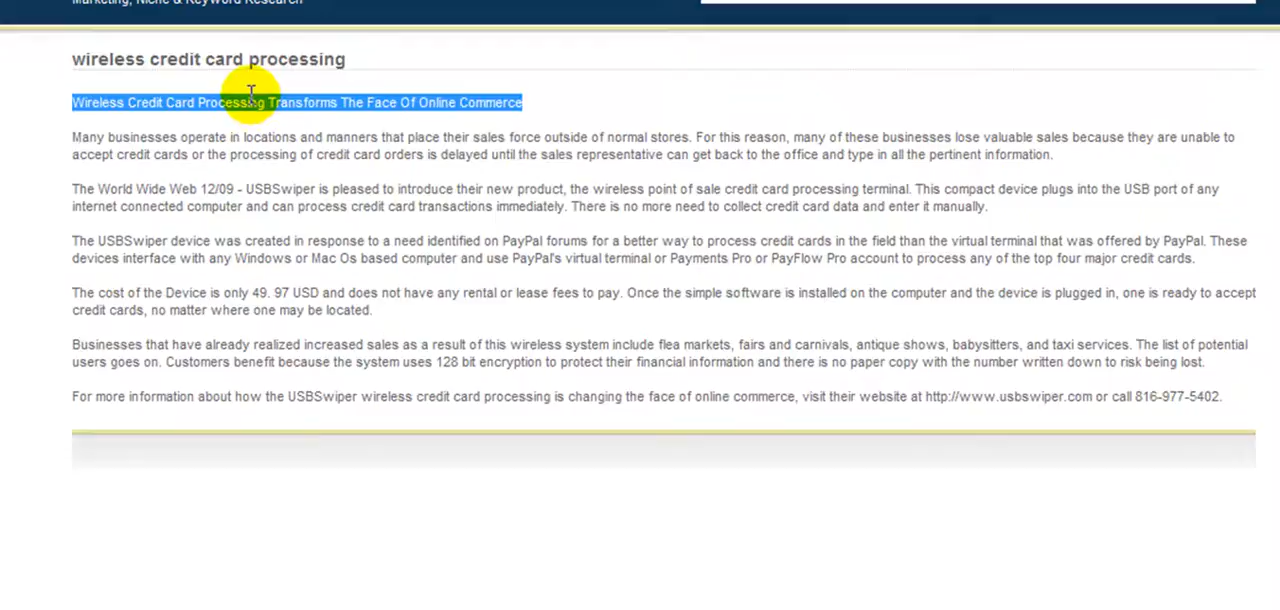 Marketing, Niche & Keyword Research
wireless credit card processing
Wireless Credit Card Processing Transforms The Face Of Online Commerce
Many businesses operate in locations and manners that place their sales force outside of normal stores. For this reason, many of these businesses lose valuable sales because they are unable to
accept credit cards or the processing of credit card orders is delayed until the sales representative can get back to the office and type in all the pertinent information.
The World Wide Web 12/09 - USBSwiper is pleased to introduce their new product, the wireless point of sale credit card processing terminal. This compact device plugs into the USB port of any
internet connected computer and can process credit card transactions immediately. There is no more need to collect credit card data and enter it manually.
The USBSwiper device was created in response to a need identified on PayPal forums for a better way to process credit cards in the field than the virtual terminal that was offered by PayPal. These
devices interface with any Windows or Mac Os based computer and use PayPal's virtual terminal or Payments Pro or PayFlow Pro account to process any of the top four major credit cards.
The cost of the Device is only 49. 97 USD and does not have any rental or lease fees to pay. Once the simple software is installed on the computer and the device is plugged in, one is ready to accept
credit cards, no matter where one may be located.
Businesses that have already realized increased sales as a result of this wireless system include flea markets, fairs and carnivals, antique shows, babysitters, and taxi services. The list of potential
users goes on. Customers benefit because the system uses 128 bit encryption to protect their financial information and there is no paper copy with the number written down to risk being lost.
For more information about how the USBSwiper wireless credit card processing is changing the face of online commerce, visit their website at http://www.usbswiper.com or call 816-977-5402.